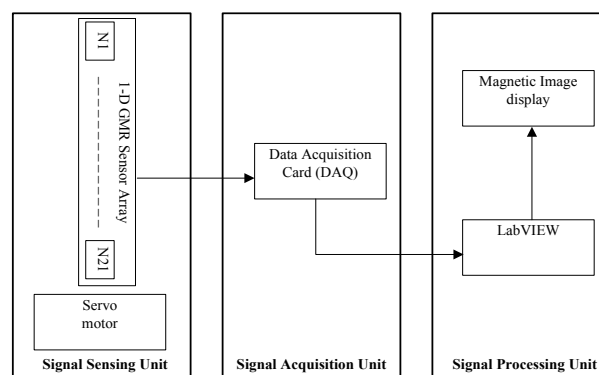 N1
1-D GMR Sensor Array
N21
Servo
motor
Signal Sensing Unit
Data Acquisition
Card (DAQ)
Signal Acquisition Unit
Magnetic Image
display
LabVIEW
Signal Processing Unit